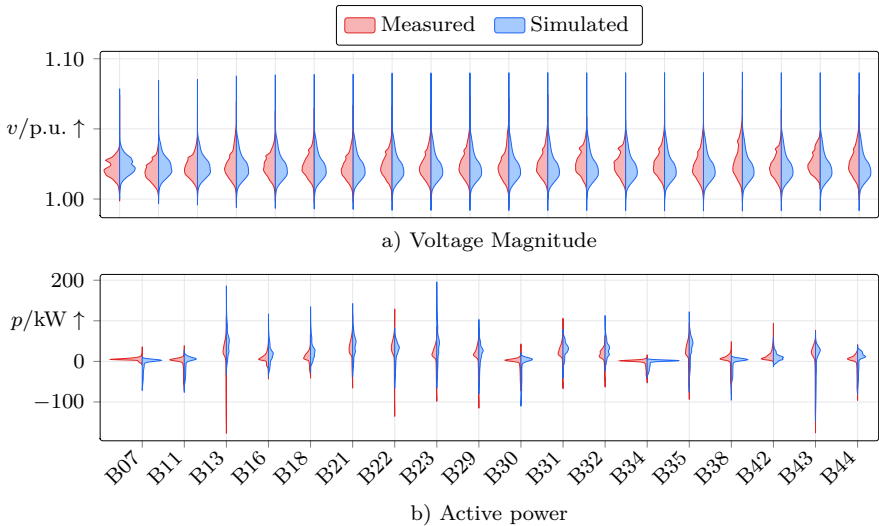 Measured Simulated
1.10
v/p.u. ↑
1.00
a) Voltage Magnitude
200
p/kW ↑
0
−100
B07 B11 B13 B16 B18 B21 B22 B23 B29 B30 B31 B32 B34 B35 B38 B42 B43 B44
b) Active power